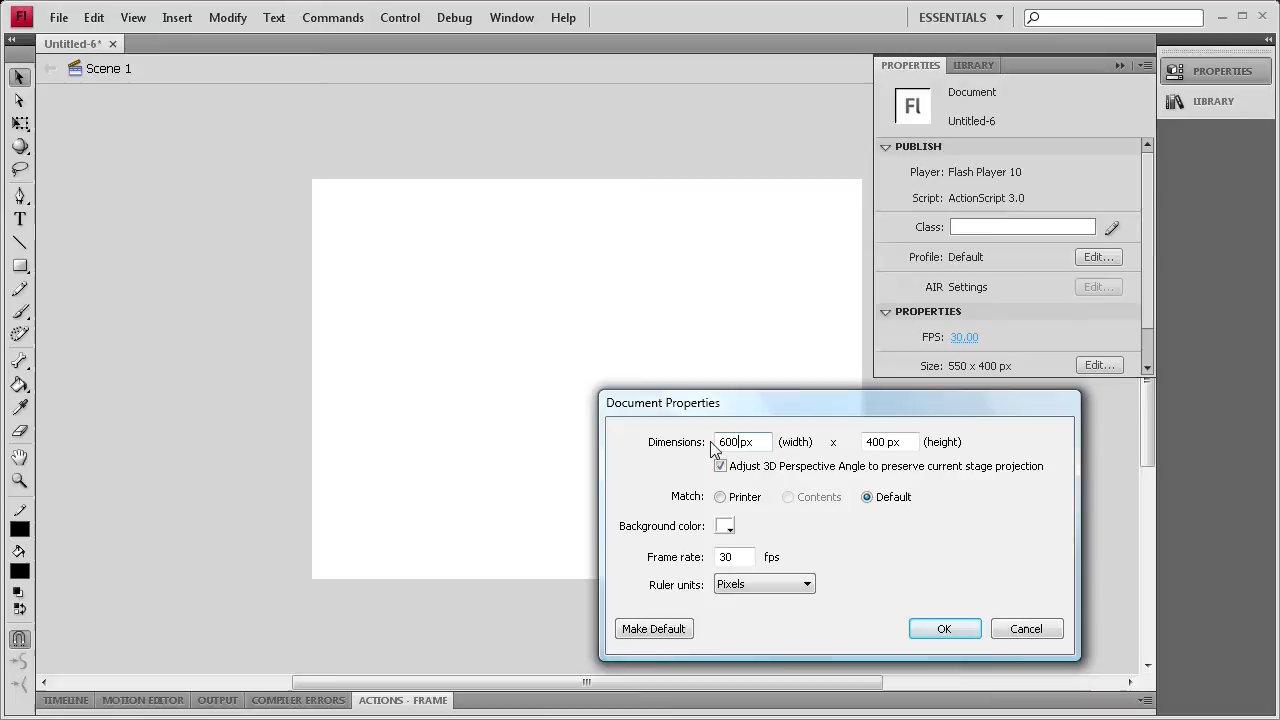 Fl File Edit View Insert Modify Text Commands Control Debug Window Help ESSENTIALS
Untitled-6*
Scene 1
PROPERTIES LIBRARY
Fl
Document
Untitled-6
PUBLISH
Player: Flash Player 10
Script: ActionScript 3.0
Class:
Profile: Default Edit...
AIR Settings Edit...
PROPERTIES
FPS: 30.00
Size: 550 x 400 px Edit...
PROPERTIES
LIBRARY
T
Document Properties
Dimensions: 600 px (width) x 400 px (height)
Adjust 3D Perspective Angle to preserve current stage projection
Match: Printer Contents Default
Background color:
Frame rate: 30 fps
Ruler units: Pixels
Make Default OK Cancel
TIMELINE MOTION EDITOR OUTPUT COMPILER ERRORS ACTIONS - FRAME